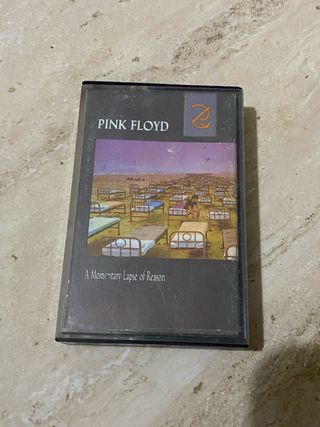 PINK FLOYD
A Momentary Lapse of Reason